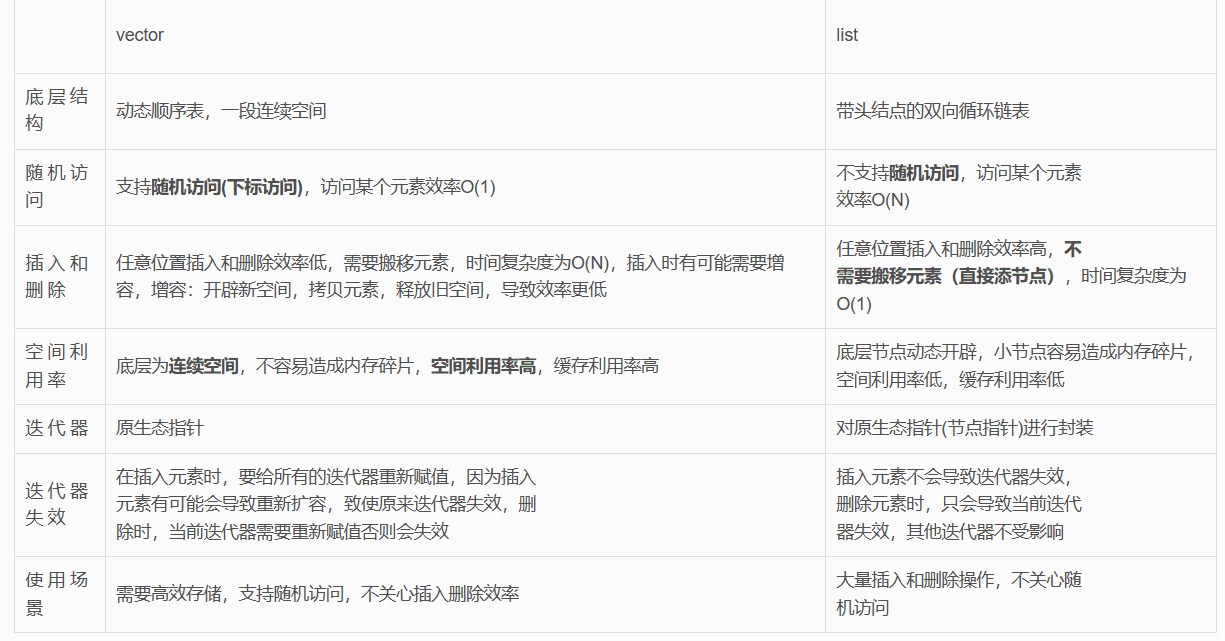 vector
list
底层结
构
动态顺序表，一段连续空间
带头结点的双向循环链表
随机访
问
支持随机访问(下标访问)，访问某个元素效率O(1)
不支持随机访问，访问某个元素
效率O(N)
插入和
删除
任意位置插入和删除效率低，需要搬移元素，时间复杂度为O(N)，插入时有可能需要增
容，增容：开辟新空间，拷贝元素，释放旧空间，导致效率更低
任意位置插入和删除效率高，不
需要搬移元素（直接添节点），时间复杂度为
O(1)
空间利
用率
底层为连续空间，不容易造成内存碎片，空间利用率高，缓存利用率高
底层节点动态开辟，小节点容易造成内存碎片，
空间利用率低，缓存利用率低
迭代器
原生态指针
对原生态指针(节点指针)进行封装
迭代器
失效
在插入元素时，要给所有的迭代器重新赋值，因为插入
元素有可能会导致重新扩容，致使原来迭代器失效，删
除时，当前迭代器需要重新赋值否则会失效
插入元素不会导致迭代器失效，
删除元素时，只会导致当前迭代
器失效，其他迭代器不受影响
使用场
景
需要高效存储，支持随机访问，不关心插入删除效率
大量插入和删除操作，不关心随
机访问